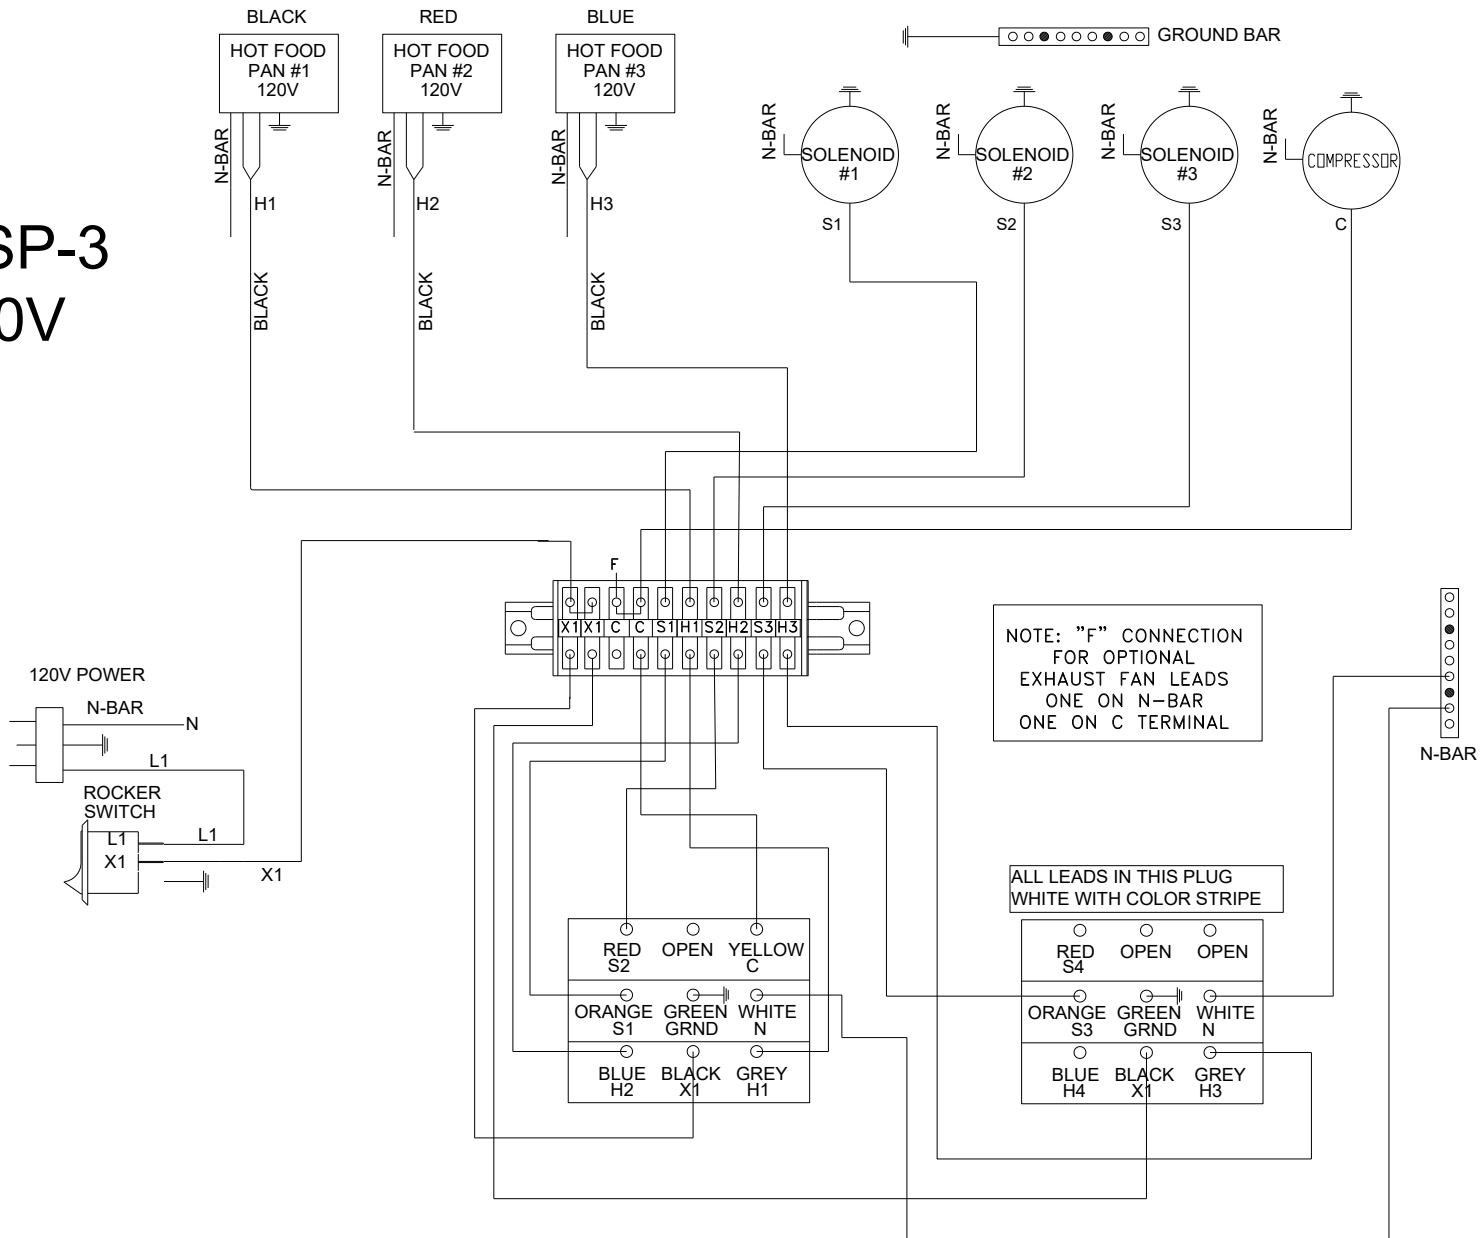 BLACK
RED
BLUE
HOT FOOD
PAN #1
120V
HOT FOOD
PAN #2
120V
HOT FOOD
PAN #3
120V
GROUND BAR
N-BAR
N-BAR
N-BAR
N-BAR
N-BAR
N-BAR
N-BAR
SOLENOID
#1
SOLENOID
#2
SOLENOID
#3
COMPRESSOR
H1
H2
H3
S1
S2
S3
C
SP-3
0V
BLACK
BLACK
BLACK
F
X1 X1 C C S1 H1 S2 H2 S3 H3
NOTE: "F" CONNECTION
FOR OPTIONAL
EXHAUST FAN LEADS
ONE ON N-BAR
ONE ON C TERMINAL
N-BAR
120V POWER
N-BAR
N
L1
ROCKER
SWITCH
L1
L1
X1
X1
ALL LEADS IN THIS PLUG
WHITE WITH COLOR STRIPE
RED
S2
OPEN
YELLOW
C
ORANGE
S1
GREEN
GRND
WHITE
N
BLUE
H2
BLACK
X1
GREY
H1
RED
S4
OPEN
OPEN
ORANGE
S3
GREEN
GRND
WHITE
N
BLUE
H4
BLACK
X1
GREY
H3